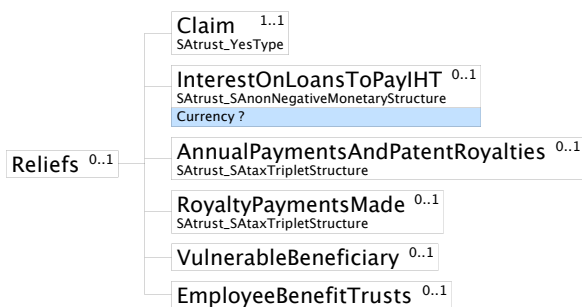 Claim 1..1
SAtrust_YesType
InterestOnLoansToPayIHT 0..1
SAtrust_SAnonNegativeMonetaryStructure
Currency ?
Reliefs 0..1
AnnualPaymentsAndPatentRoyalties 0..1
SAtrust_SAtaxTripletStructure
RoyaltyPaymentsMade 0..1
SAtrust_SAtaxTripletStructure
VulnerableBeneficiary 0..1
EmployeeBenefitTrusts 0..1